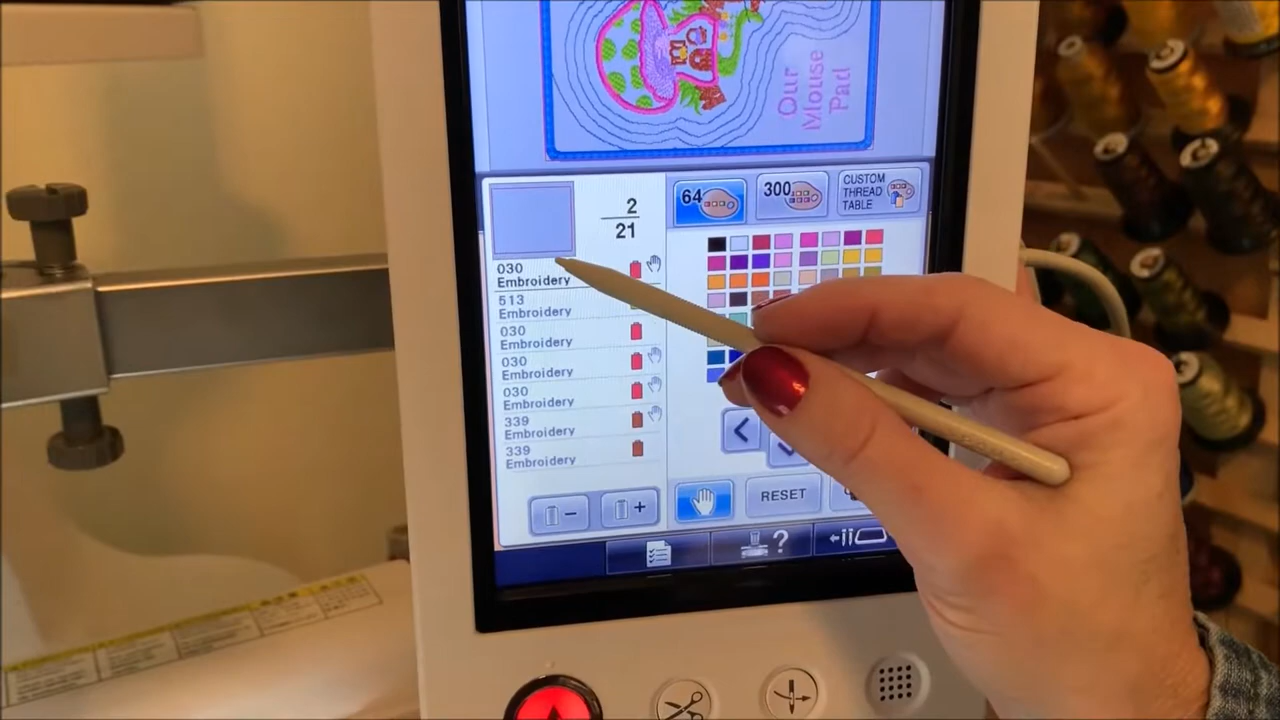 Our
Mouse
Pad
2
21
64
300
CUSTOM
THREAD
TABLE
030
Embroidery
513
Embroidery
030
Embroidery
030
Embroidery
030
Embroidery
339
Embroidery
339
Embroidery
-
+
<
RESET
?